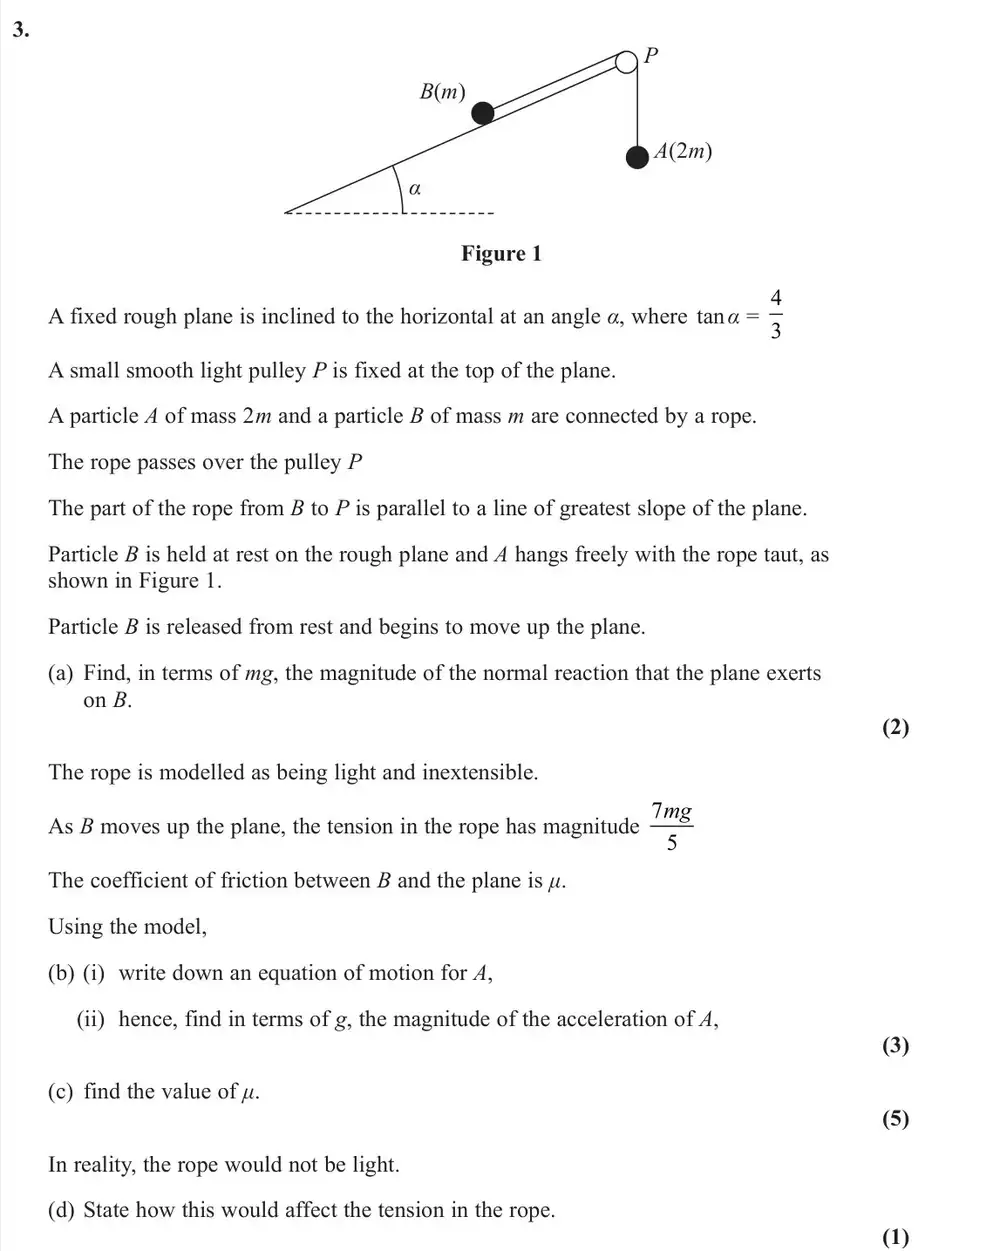 3.
P
B(m)
A(2m)
α
Figure 1
A fixed rough plane is inclined to the horizontal at an angle α, where tan α = 4/3
A small smooth light pulley P is fixed at the top of the plane.
A particle A of mass 2m and a particle B of mass m are connected by a rope.
The rope passes over the pulley P
The part of the rope from B to P is parallel to a line of greatest slope of the plane.
Particle B is held at rest on the rough plane and A hangs freely with the rope taut, as
shown in Figure 1.
Particle B is released from rest and begins to move up the plane.
(a) Find, in terms of mg, the magnitude of the normal reaction that the plane exerts
on B.
(2)
The rope is modelled as being light and inextensible.
As B moves up the plane, the tension in the rope has magnitude 7mg/5
The coefficient of friction between B and the plane is μ.
Using the model,
(b) (i) write down an equation of motion for A,
(ii) hence, find in terms of g, the magnitude of the acceleration of A,
(3)
(c) find the value of μ.
(5)
In reality, the rope would not be light.
(d) State how this would affect the tension in the rope.
(1)